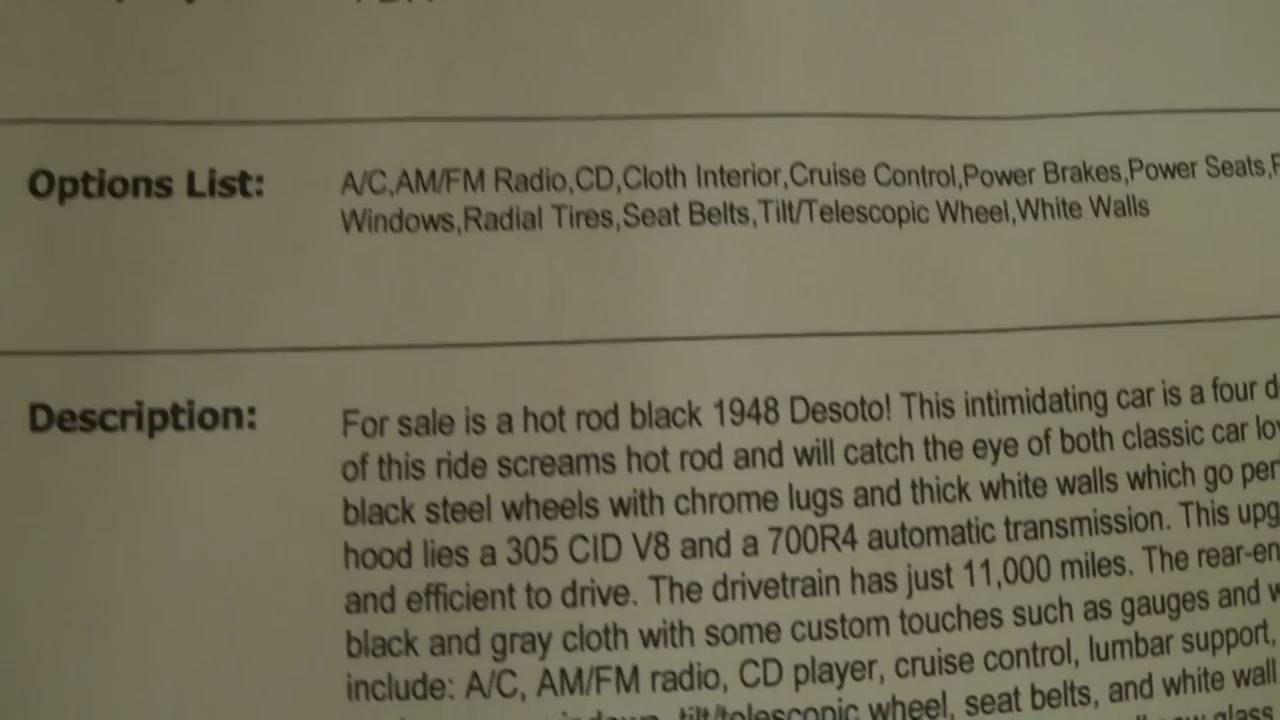 Options List:
A/C,AM/FM Radio,CD,Cloth Interior,Cruise Control,Power Brakes,Power Seats,
Windows,Radial Tires,Seat Belts,Tilt/Telescopic Wheel,White Walls
Description:
For sale is a hot rod black 1948 Desoto! This intimidating car is a four
of this ride screams hot rod and will catch the eye of both classic car
black steel wheels with chrome lugs and thick white walls which go
hood lies a 305 CID V8 and a 700R4 automatic transmission. This
and efficient to drive. The drivetrain has just 11,000 miles. The
black and gray cloth with some custom touches such as gauges and
include: A/C, AM/FM radio, CD player, cruise control, lumbar support,
tilt/telescopic wheel, seat belts, and white wall
glass